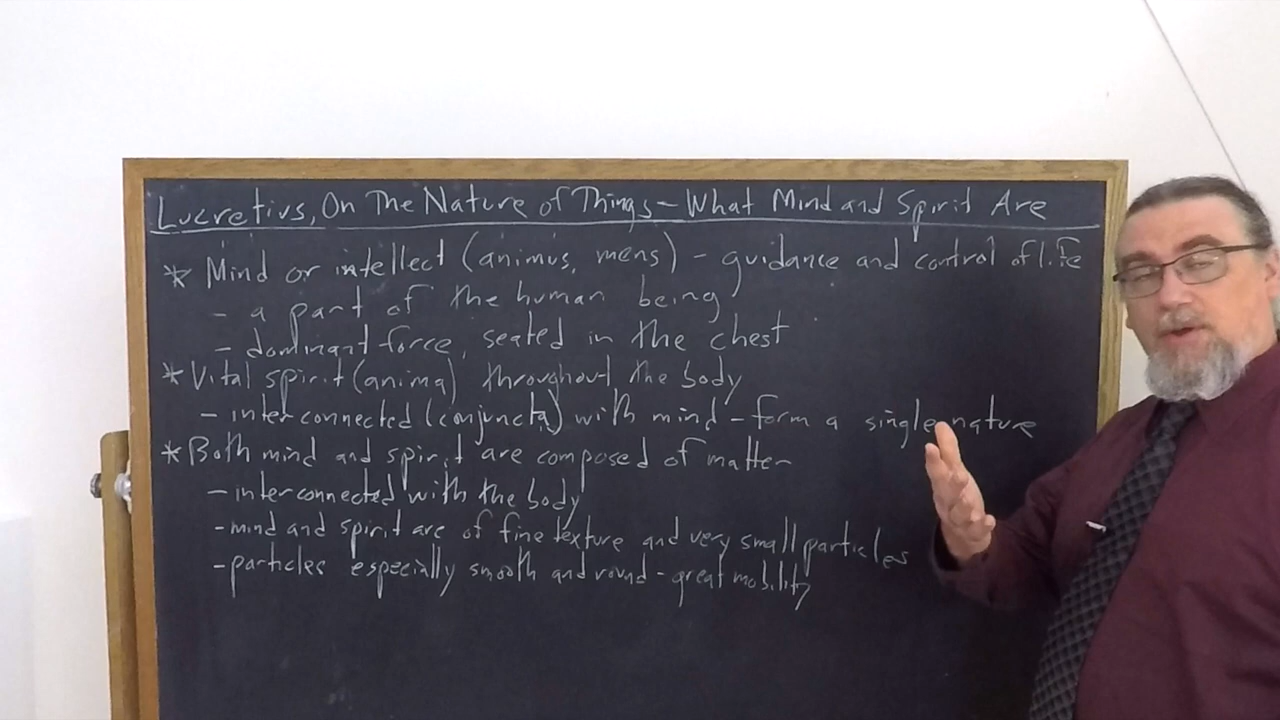 Lucretius, On The Nature of Things - What Mind and Spirit Are
* Mind or intellect (animus, mens) - guidance and control of life
- a part of the human being
- dominant force, seated in the chest
* Vital spirit (anima) throughout the body
- interconnected (conjuncta) with mind - form a single nature
* Both mind and spirit are composed of matter
- interconnected with the body
- mind and spirit are of fine texture and very small particles
- particles especially smooth and round - great mobility